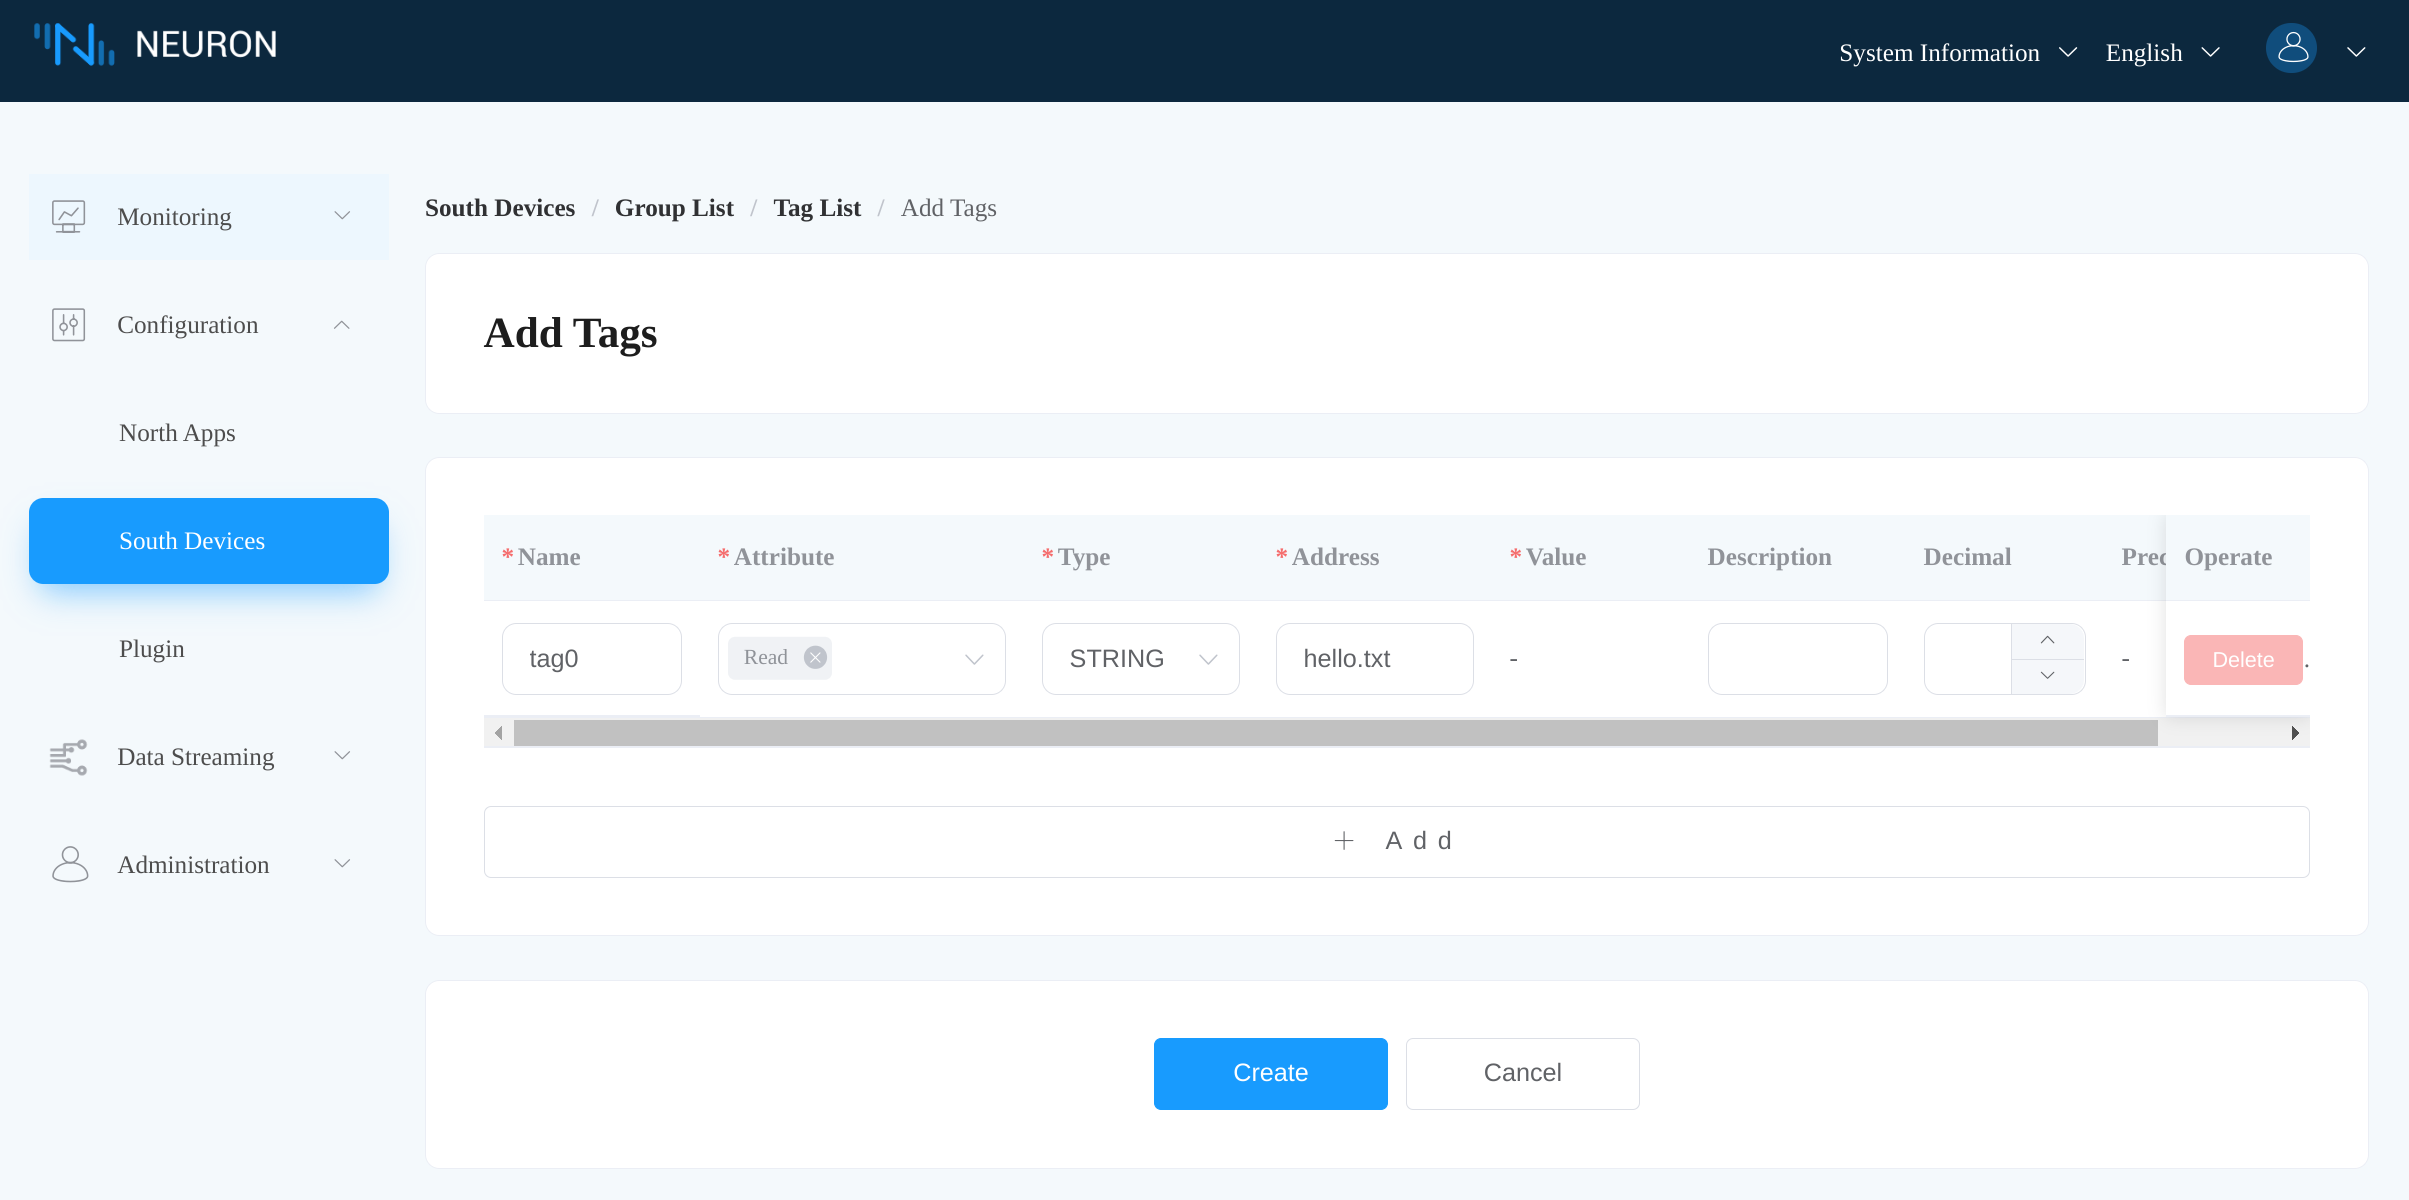 NEURON
System Information English
Monitoring
Configuration
North Apps
South Devices
Plugin
Data Streaming
Administration
South Devices / Group List / Tag List / Add Tags
Add Tags
* Name * Attribute * Type * Address * Value Description Decimal Prec Operate
tag0 Read STRING hello.txt - - Delete .
Add
Create Cancel